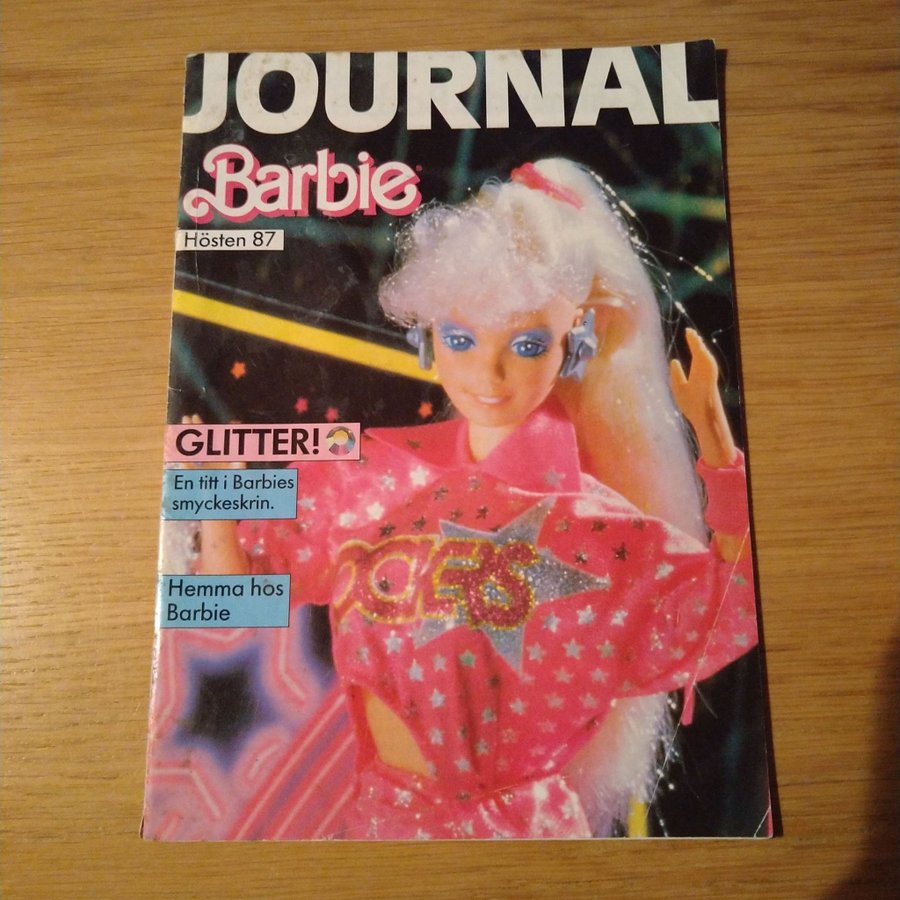 JOURNAL
Barbie®
Hösten 87
GLITTER!
En titt i Barbies
smyckeskrin.
Hemma hos
Barbie